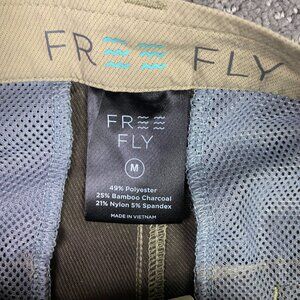 FREE FLY
FREE
FLY
M
49% Polyester
25% Bamboo Charcoal
21% Nylon 5% Spandex
MADE IN VIETNAM